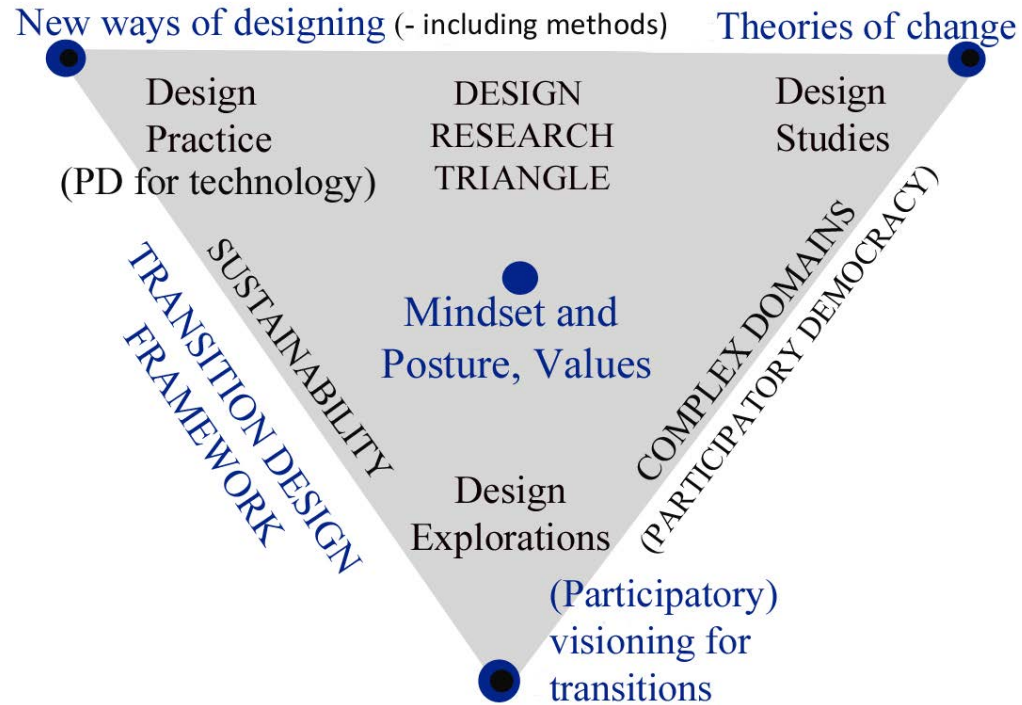 New ways of designing (- including methods)
Theories of change
Design
Practice
(PD for technology)
DESIGN
RESEARCH
TRIANGLE
Design
Studies
TRANSITION DESIGN
FRAMEWORK
SUSTAINABILITY
Mindset and
Posture, Values
COMPLEX DOMAINS
(PARTICIPATORY DEMOCRACY)
Design
Explorations
(Participatory)
visioning for
transitions